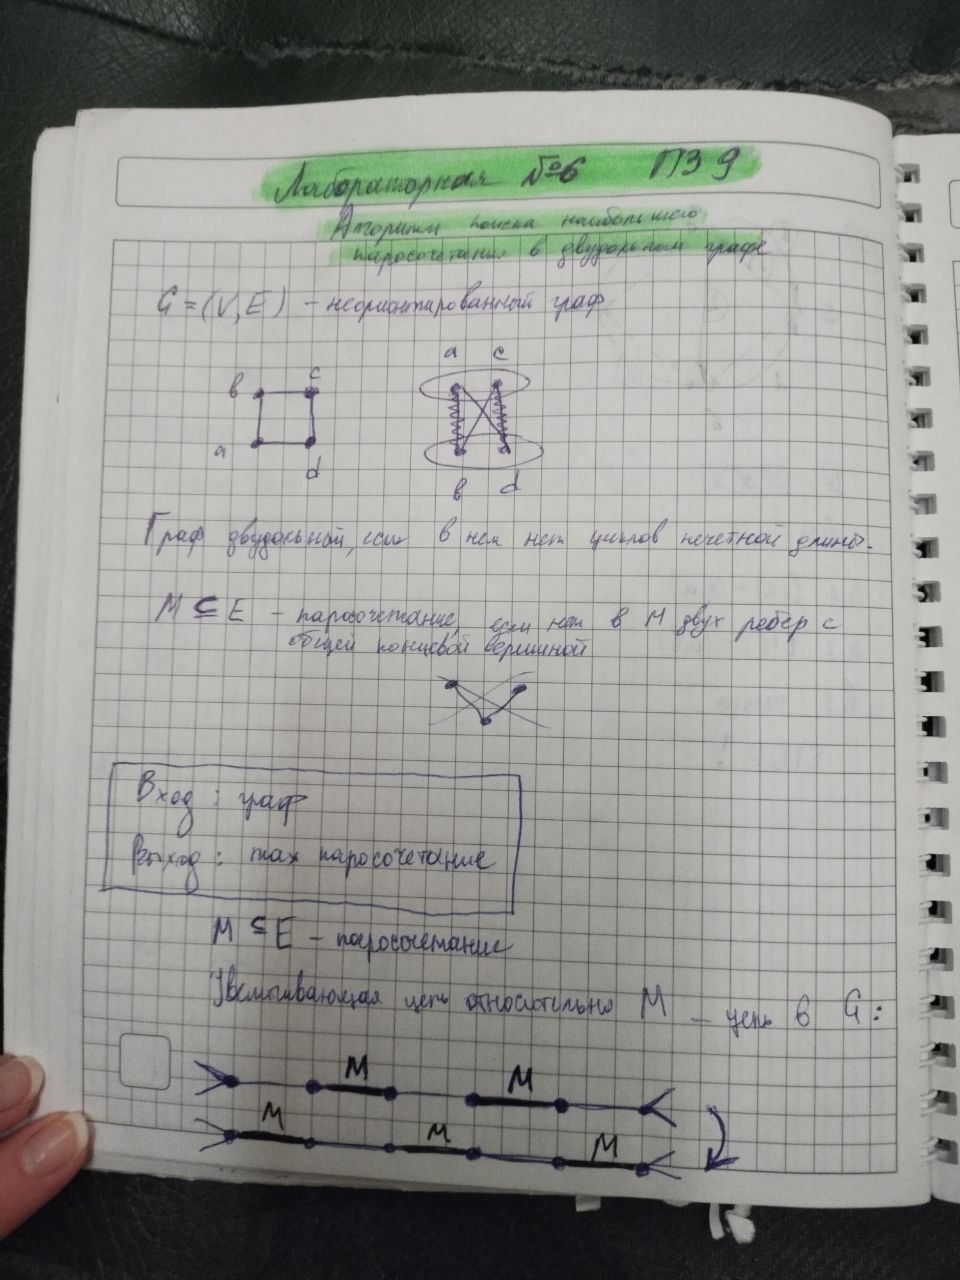 Лабораторная №6 ПЗ 9
Алгоритм поиска наибольшего
паросочетания в двудольном графе
G = (V, E) – неориентированный граф
a c
в c
a d
в d
Граф двудольный, если в нем нет циклов нечетной длины.
M ⊆ E – паросочетание, если нет в M двух ребер с
общей концевой вершиной
Вход: граф
Выход: max паросочетание
M ⊆ E – паросочетание
Увеличивающая цепь относительно M – цепь в G:
M M
M M M